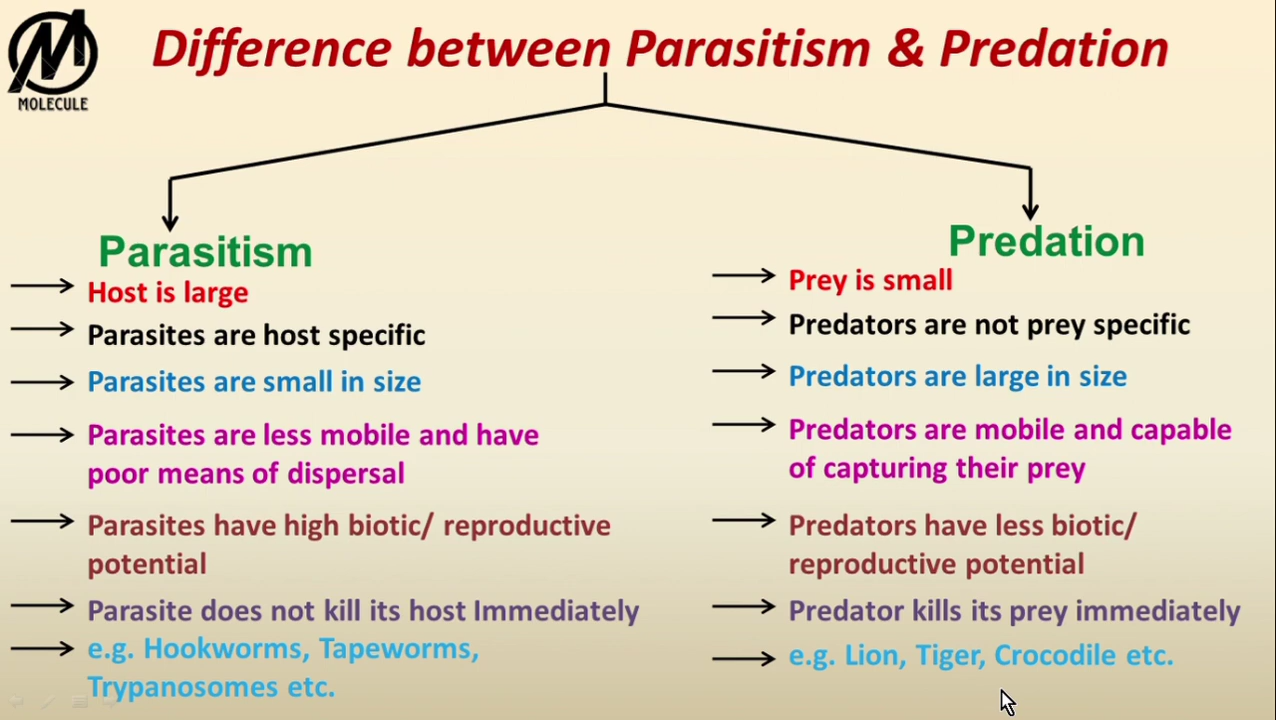 MOLECULE
Difference between Parasitism & Predation
Parasitism
Host is large
Parasites are host specific
Parasites are small in size
Parasites are less mobile and have
poor means of dispersal
Parasites have high biotic/ reproductive
potential
Parasite does not kill its host Immediately
e.g. Hookworms, Tapeworms,
Trypanosomes etc.
Predation
Prey is small
Predators are not prey specific
Predators are large in size
Predators are mobile and capable
of capturing their prey
Predators have less biotic/
reproductive potential
Predator kills its prey immediately
e.g. Lion, Tiger, Crocodile etc.